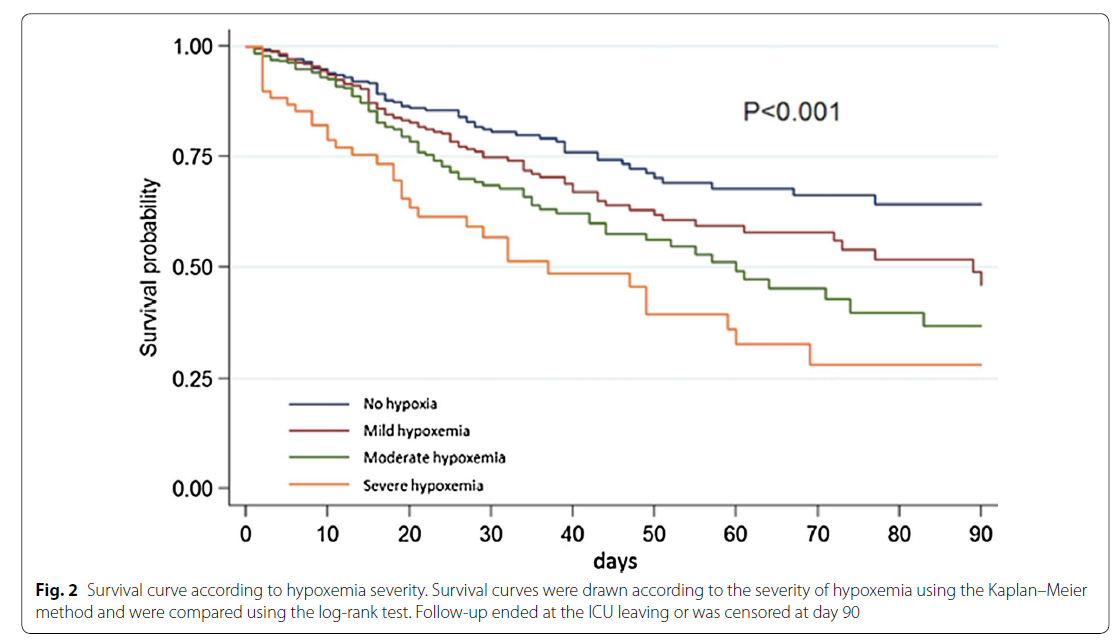 1.00
0.75
0.50
0.25
0.00
Survival probability
P<0.001
No hypoxia
Mild hypoxemia
Moderate hypoxemia
Severe hypoxemia
0 10 20 30 40 50 60 70 80 90
days
Fig. 2 Survival curve according to hypoxemia severity. Survival curves were drawn according to the severity of hypoxemia using the Kaplan–Meier
method and were compared using the log-rank test. Follow-up ended at the ICU leaving or was censored at day 90